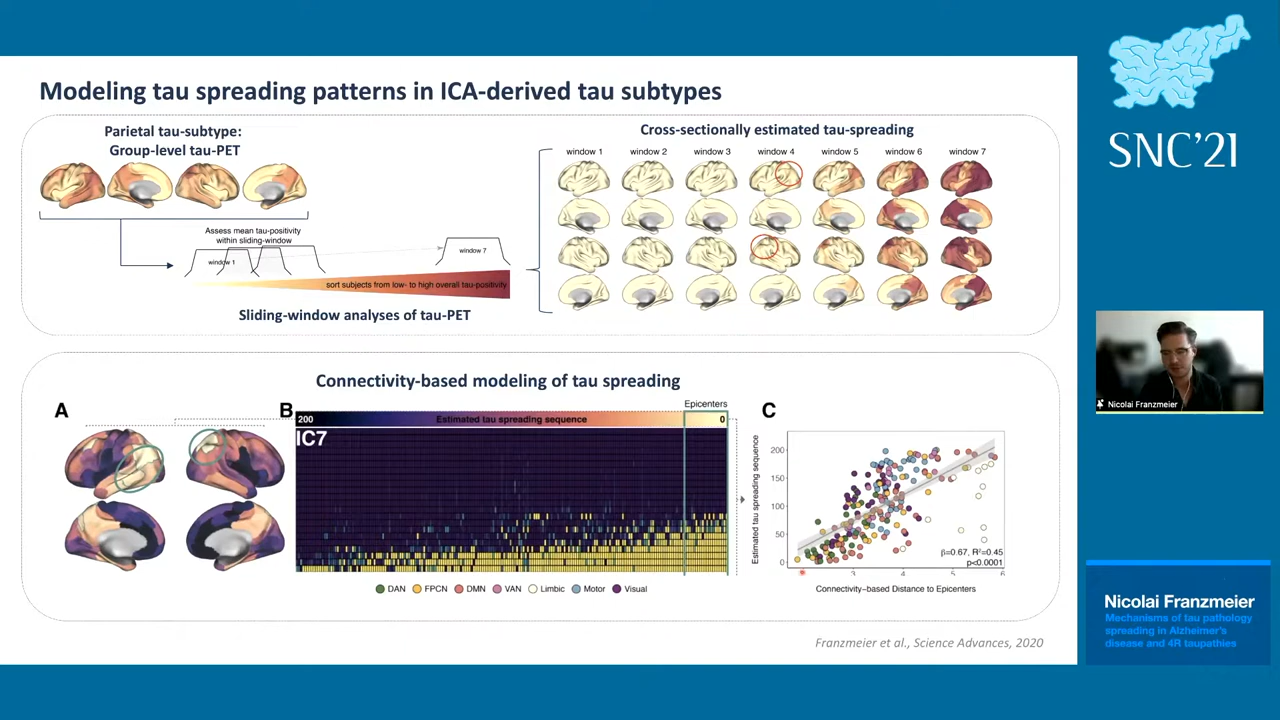 Modeling tau spreading patterns in ICA-derived tau subtypes
Parietal tau-subtype:
Group-level tau-PET
Assess mean tau-positivity
within sliding-window
window 1
window 7
sort subjects from low- to high overall tau-positivity
Sliding-window analyses of tau-PET
Cross-sectionally estimated tau-spreading
window 1 window 2 window 3 window 4 window 5 window 6 window 7
Connectivity-based modeling of tau spreading
A
B
Epicenters
200 Estimated tau spreading sequence 0
IC7
DAN FPCN DMN VAN Limbic Motor Visual
C
Estimated tau spreading sequence
200
150
100
50
0
β=0.67, R²=0.45
p<0.0001
3 4 5 6
Connectivity−based Distance to Epicenters
Franzmeier et al., Science Advances, 2020
SNC'21
Nicolai Franzmeier
Nicolai Franzmeier
Mechanisms of tau pathology
spreading in Alzheimer's
disease and 4R taupathies